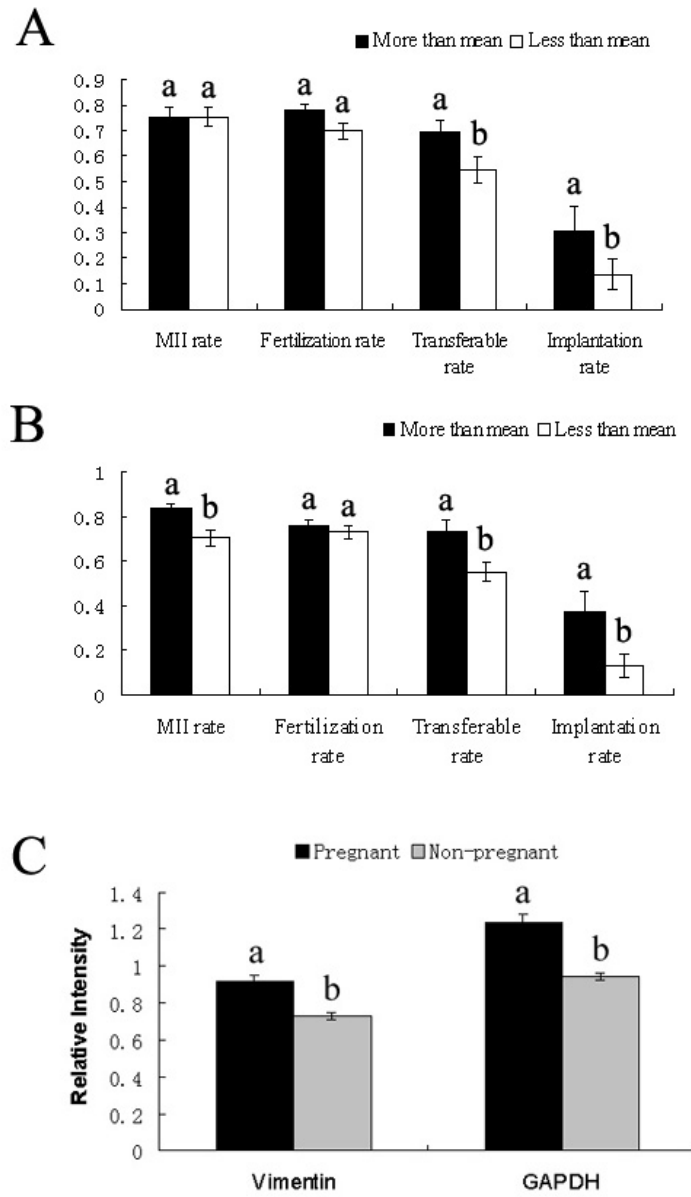 A
■ More than mean □ Less than mean
0.9
0.8
0.7
0.6
0.5
0.4
0.3
0.2
0.1
0
a a a a a b a b
MII rate Fertilization rate Transferable rate Implantation rate
B
■ More than mean □ Less than mean
1
0.8
0.6
0.4
0.2
0
a b a a a b a b
MII rate Fertilization rate Transferable rate Implantation rate
C
■ Pregnant ■ Non-pregnant
Relative Intensity
1.4
1.2
1
0.8
0.6
0.4
0.2
0
a b a b
Vimentin GAPDH